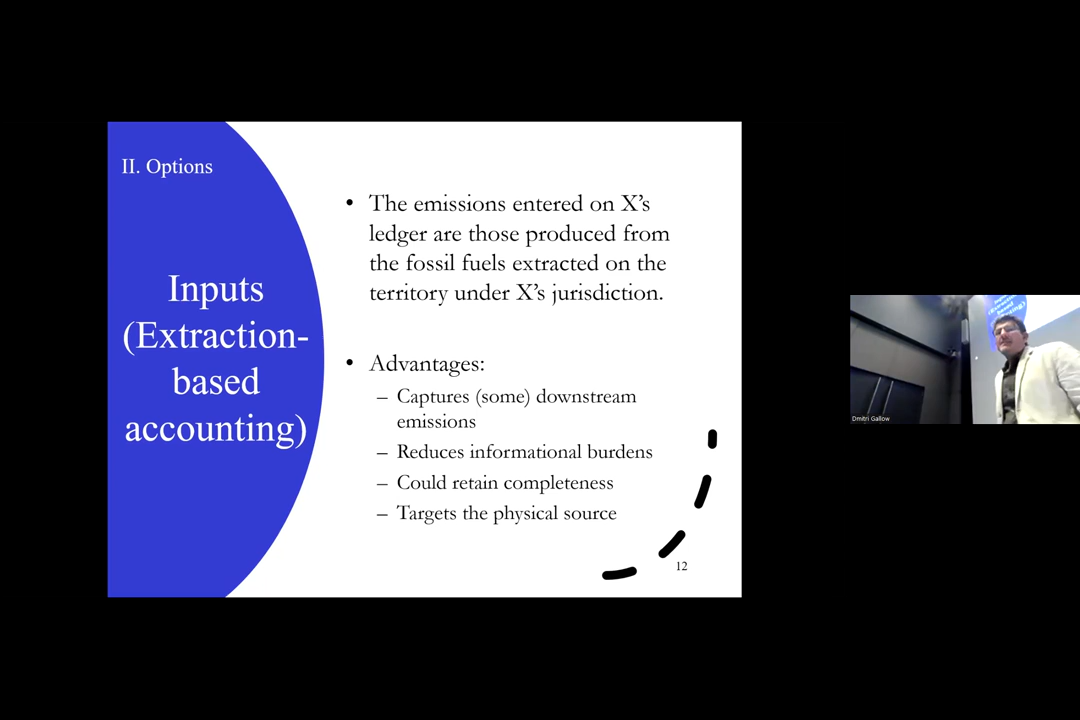 II. Options
Inputs
(Extraction-
based
accounting)
• The emissions entered on X’s
ledger are those produced from
the fossil fuels extracted on the
territory under X’s jurisdiction.
• Advantages:
– Captures (some) downstream
emissions
– Reduces informational burdens
– Could retain completeness
– Targets the physical source
12
Dmitri Gallow